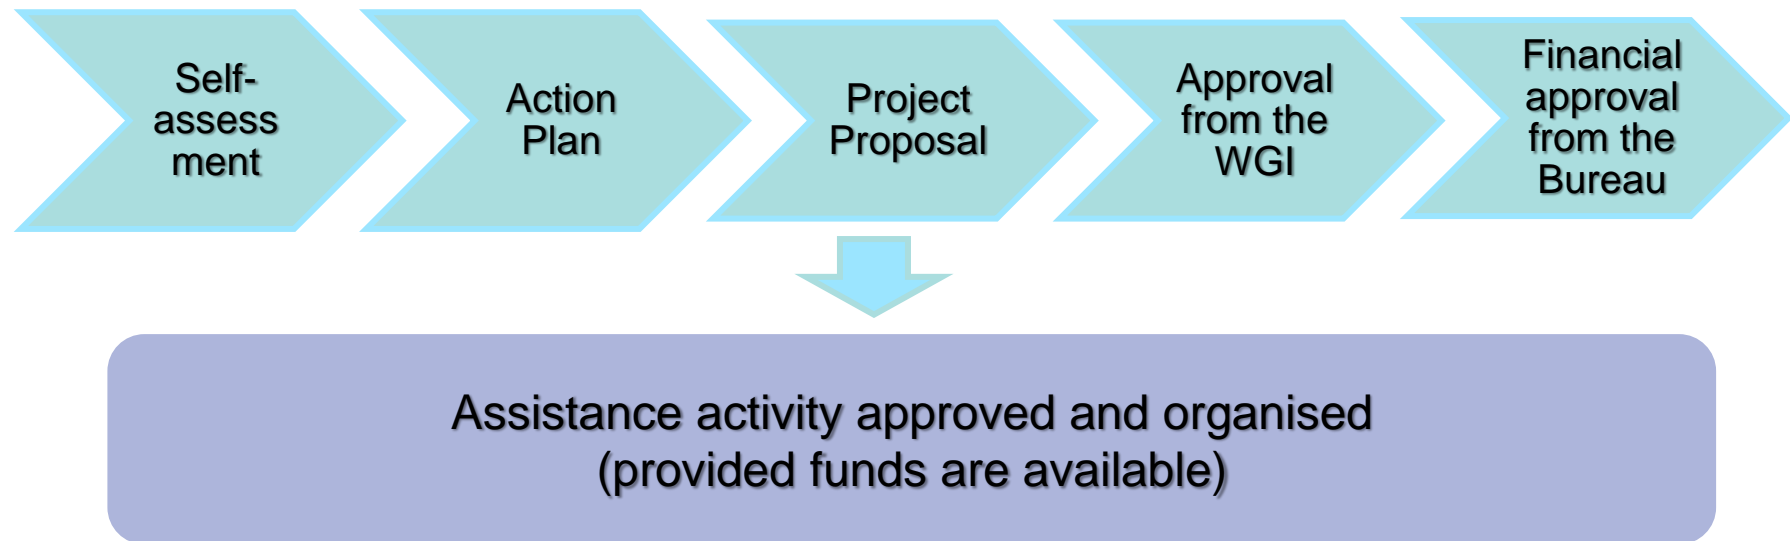 Self-
assess
ment
Action
Plan
Project
Proposal
Approval
from the
WGI
Financial
approval
from the
Bureau
Assistance activity approved and organised
(provided funds are available)